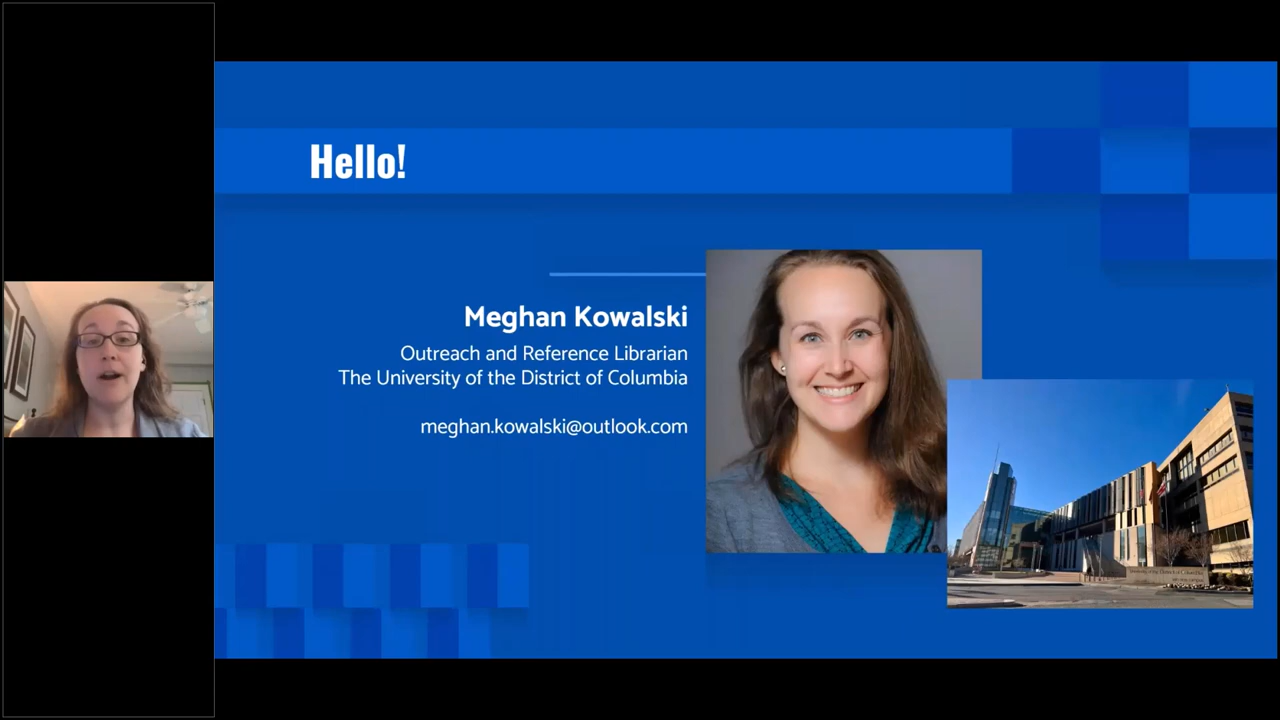 Hello!
Meghan Kowalski
Outreach and Reference Librarian
The University of the District of Columbia
meghan.kowalski@outlook.com